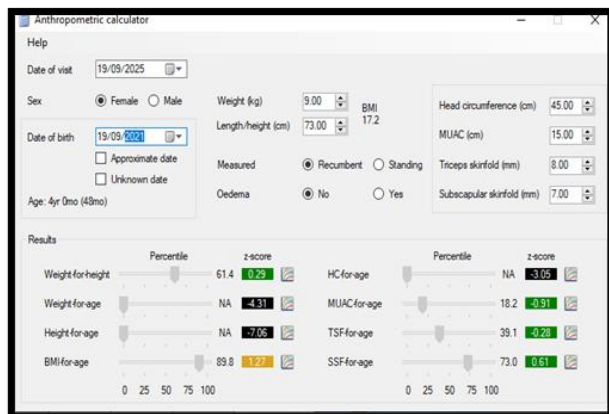 Anthropometric calculator
Help
Date of visit 19/09/2025
Sex Female Male
Date of birth 19/09/2021
Approximate date
Unknown date
Age: 4yr 0mo (48mo)
Weight (kg) 9.00
Length/height (cm) 73.00
BMI
17.2
Measured Recumbent Standing
Oedema No Yes
Head circumference (cm) 45.00
MUAC (cm) 15.00
Triceps skinfold (mm) 8.00
Subscapular skinfold (mm) 7.00
Results
Percentile z-score
Weight-for-height 61.4 0.29
Weight-for-age NA -4.31
Height-for-age NA -7.06
BMI-for-age 89.8 1.27
0 25 50 75 100
Percentile z-score
HC-for-age NA -3.05
MUAC-for-age 18.2 -0.91
TSF-for-age 39.1 -0.28
SSF-for-age 73.0 0.61
0 25 50 75 100